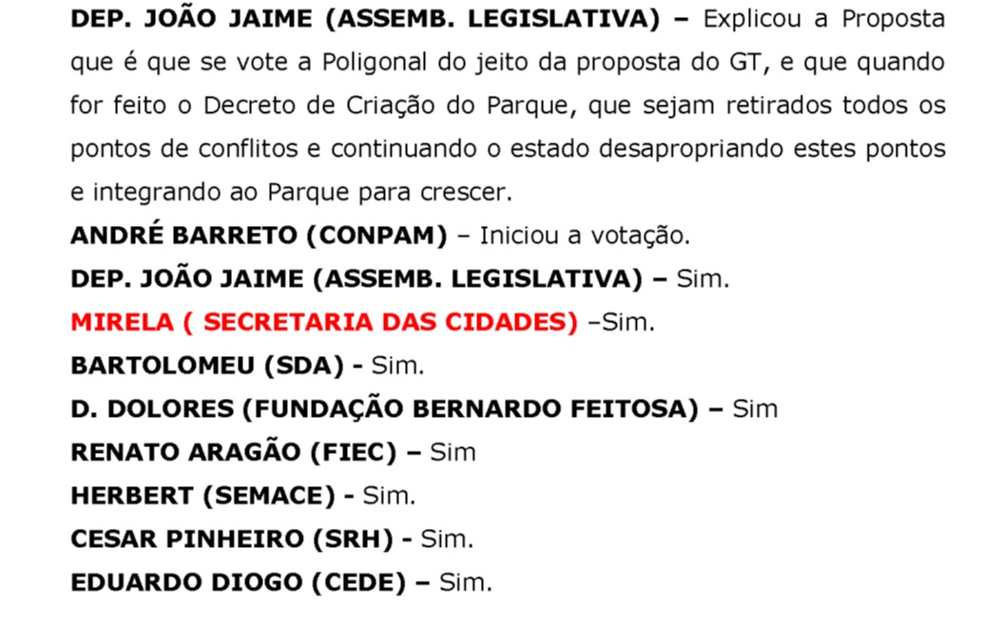 DEP. JOÃO JAIME (ASSEMB. LEGISLATIVA) – Explicou a Proposta
que é que se vote a Poligonal do jeito da proposta do GT, e que quando
for feito o Decreto de Criação do Parque, que sejam retirados todos os
pontos de conflitos e continuando o estado desapropriando estes pontos
e integrando ao Parque para crescer.
ANDRÉ BARRETO (CONPAM) – Iniciou a votação.
DEP. JOÃO JAIME (ASSEMB. LEGISLATIVA) – Sim.
MIRELA ( SECRETARIA DAS CIDADES) –Sim.
BARTOLOMEU (SDA) - Sim.
D. DOLORES (FUNDAÇÃO BERNARDO FEITOSA) – Sim
RENATO ARAGÃO (FIEC) – Sim
HERBERT (SEMACE) - Sim.
CESAR PINHEIRO (SRH) - Sim.
EDUARDO DIOGO (CEDE) – Sim.